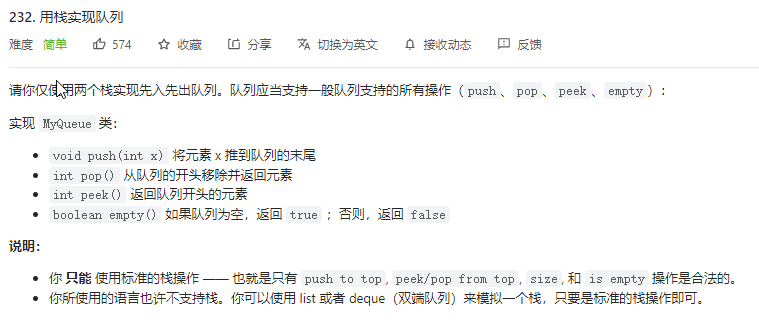 232. 用栈实现队列
难度 简单 574 收藏 分享 切换为英文 接收动态 反馈
请你仅使用两个栈实现先入先出队列。队列应当支持一般队列支持的所有操作（push、pop、peek、empty）：
实现 MyQueue 类：
void push(int x) 将元素 x 推到队列的末尾
int pop() 从队列的开头移除并返回元素
int peek() 返回队列开头的元素
boolean empty() 如果队列为空，返回 true ；否则，返回 false
说明：
你 只能 使用标准的栈操作 —— 也就是只有 push to top, peek/pop from top, size, 和 is empty 操作是合法的。
你所使用的语言也许不支持栈。你可以使用 list 或者 deque（双端队列）来模拟一个栈，只要是标准的栈操作即可。